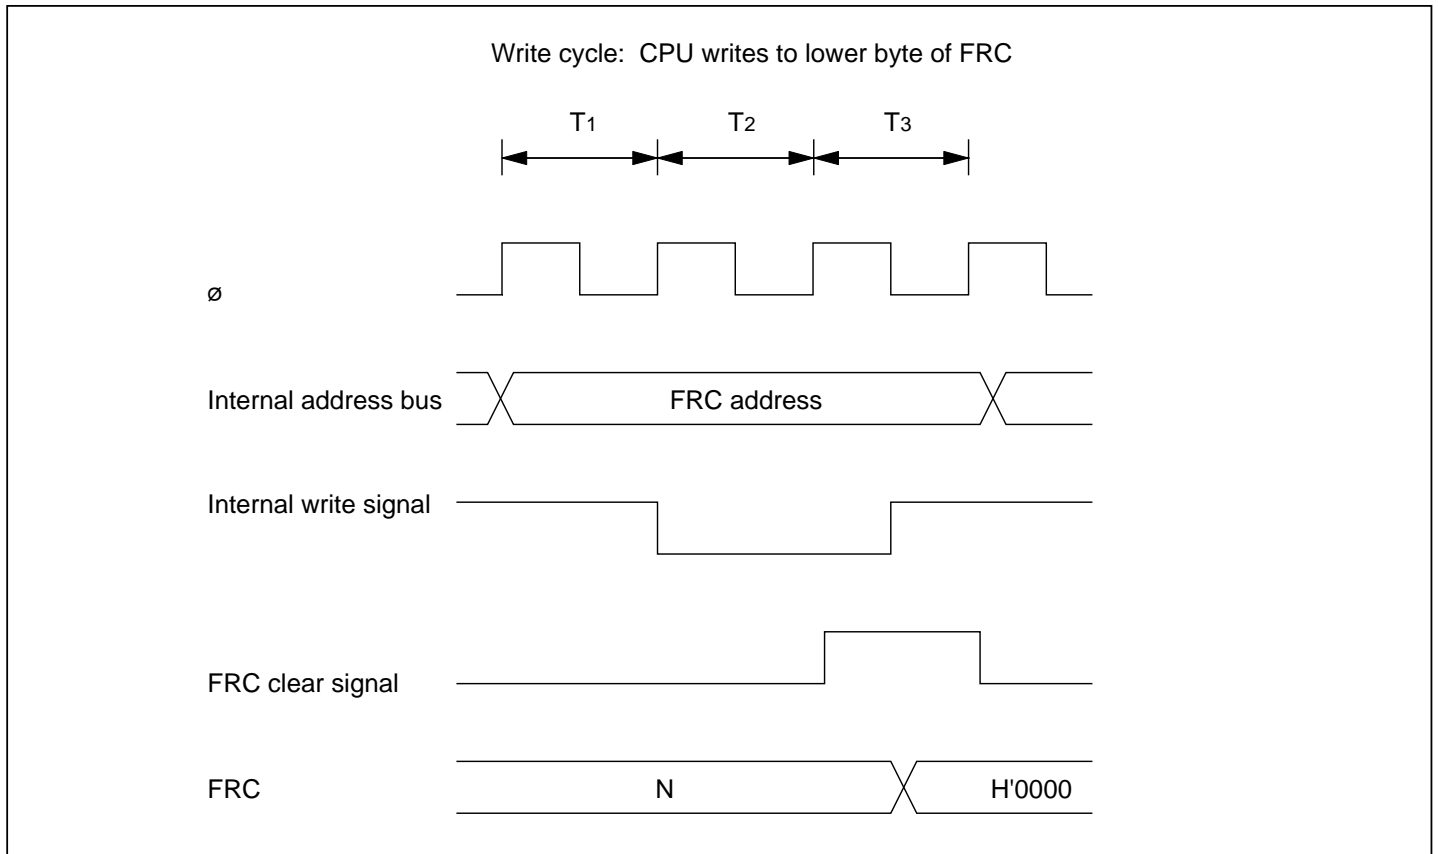 Write cycle: CPU writes to lower byte of FRC
T1 T2 T3
ø
Internal address bus FRC address
Internal write signal
FRC clear signal
FRC N H'0000